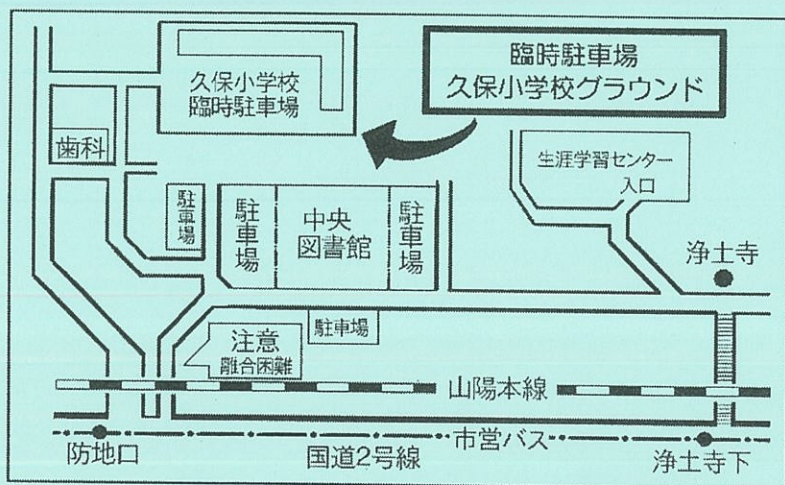 臨時駐車場
久保小学校グラウンド
久保小学校
臨時駐車場
歯科
生涯学習センター
入口
駐車場
駐車場
中央
図書館
駐車場
浄土寺
注意
離合困難
駐車場
山陽本線
市営バス
防地口
国道2号線
浄土寺下